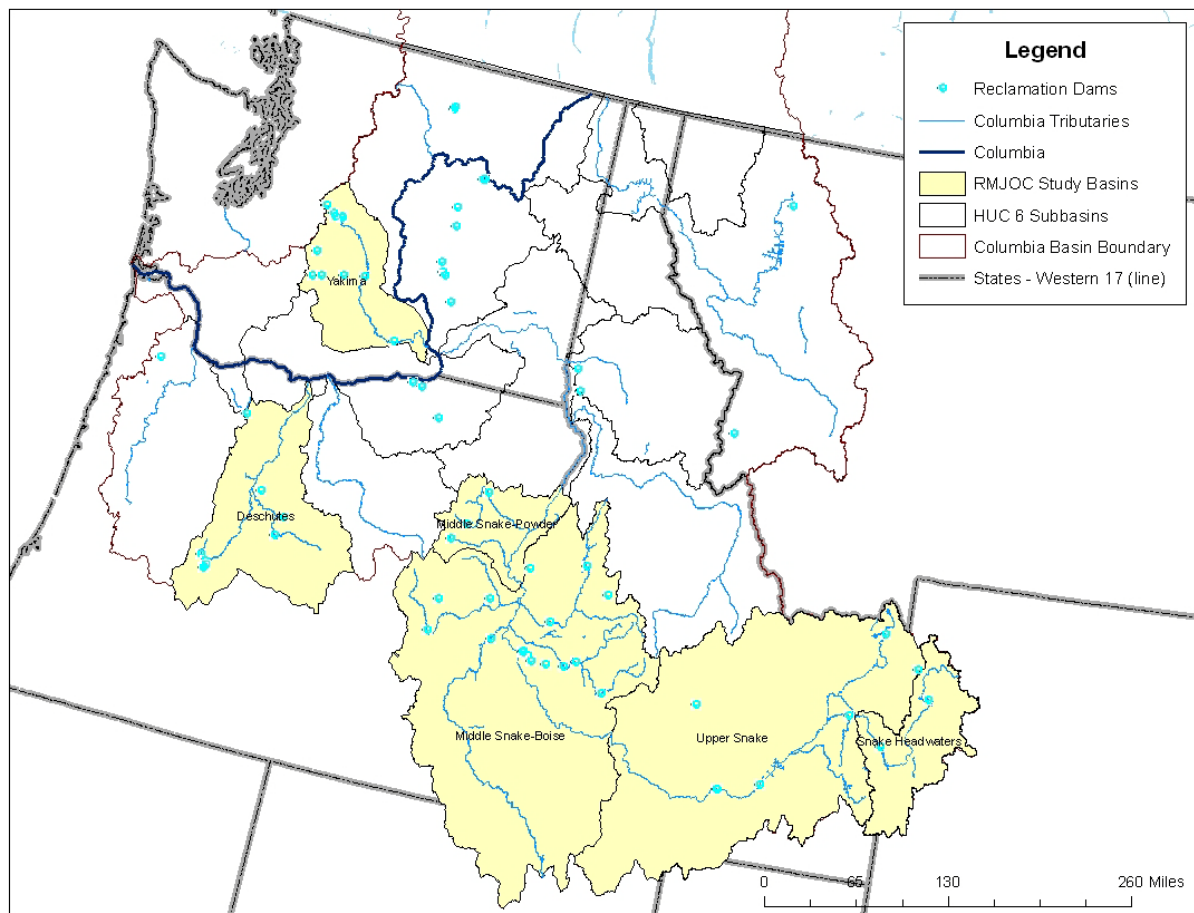 Legend
Reclamation Dams
Columbia Tributaries
Columbia
RMJOC Study Basins
HUC 6 Subbasins
Columbia Basin Boundary
States - Western 17 (line)
Yakima
Deschutes
Middle Snake-Powder
Middle Snake-Boise
Upper Snake
Snake Headwaters
0 65 130 260 Miles